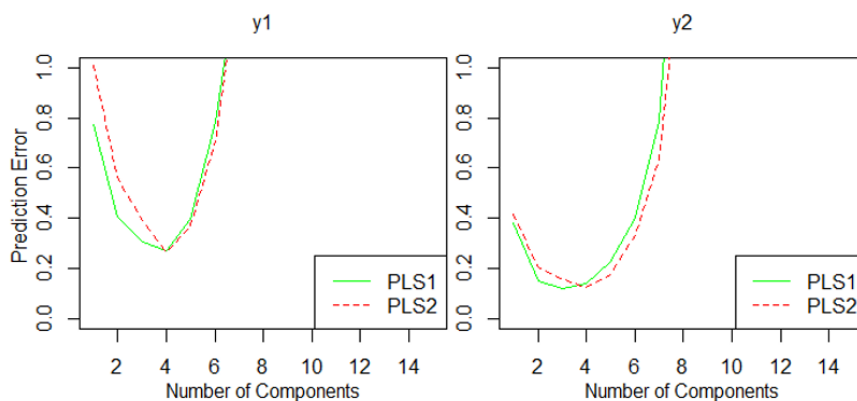 y1
Prediction Error
0.0 0.2 0.4 0.6 0.8 1.0
PLS1
PLS2
2 4 6 8 10 12 14
Number of Components
y2
0.0 0.2 0.4 0.6 0.8 1.0
PLS1
PLS2
2 4 6 8 10 12 14
Number of Components